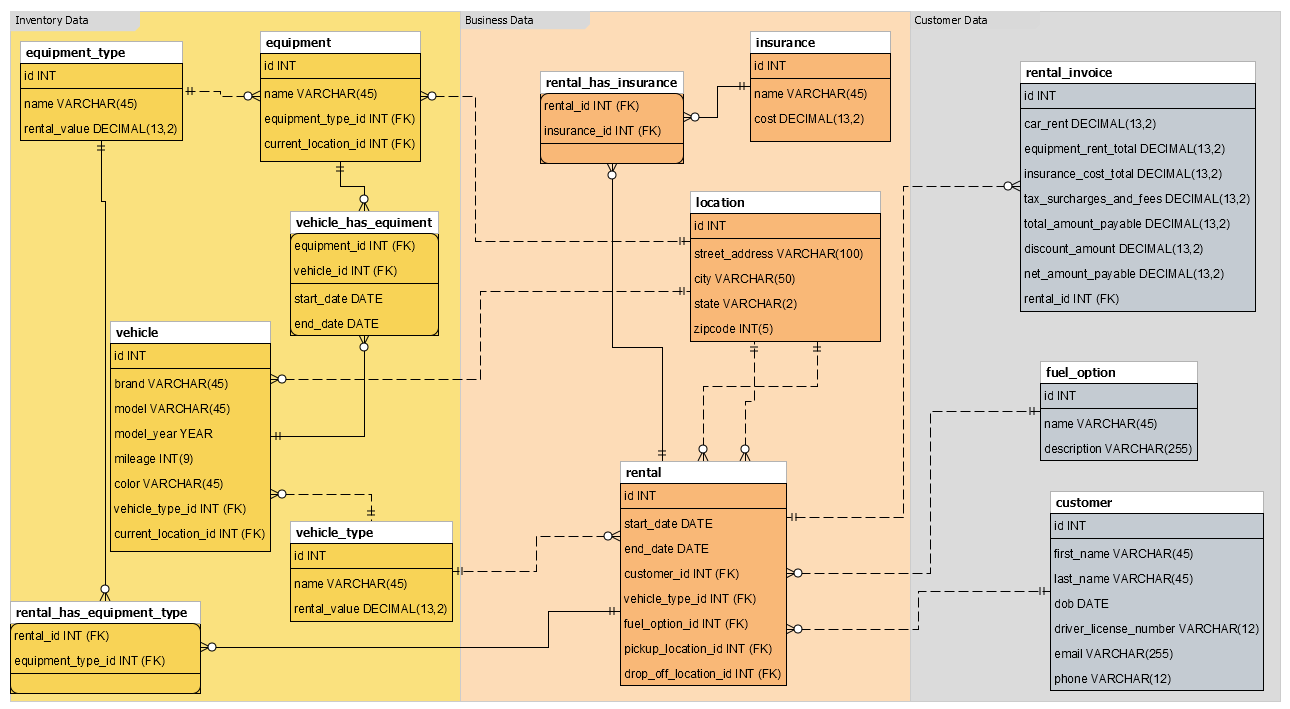 Inventory Data
equipment_type
id INT
name VARCHAR(45)
rental_value DECIMAL(13,2)
equipment
id INT
name VARCHAR(45)
equipment_type_id INT (FK)
current_location_id INT (FK)
vehicle_has_equiment
equipment_id INT (FK)
vehicle_id INT (FK)
start_date DATE
end_date DATE
vehicle
id INT
brand VARCHAR(45)
model VARCHAR(45)
model_year YEAR
mileage INT(9)
color VARCHAR(45)
vehicle_type_id INT (FK)
current_location_id INT (FK)
vehicle_type
id INT
name VARCHAR(45)
rental_value DECIMAL(13,2)
rental_has_equipment_type
rental_id INT (FK)
equipment_type_id INT (FK)
Business Data
rental_has_insurance
rental_id INT (FK)
insurance_id INT (FK)
insurance
id INT
name VARCHAR(45)
cost DECIMAL(13,2)
location
id INT
street_address VARCHAR(100)
city VARCHAR(50)
state VARCHAR(2)
zipcode INT(5)
rental
id INT
start_date DATE
end_date DATE
customer_id INT (FK)
vehicle_type_id INT (FK)
fuel_option_id INT (FK)
pickup_location_id INT (FK)
drop_off_location_id INT (FK)
Customer Data
rental_invoice
id INT
car_rent DECIMAL(13,2)
equipment_rent_total DECIMAL(13,2)
insurance_cost_total DECIMAL(13,2)
tax_surcharges_and_fees DECIMAL(13,2)
total_amount_payable DECIMAL(13,2)
discount_amount DECIMAL(13,2)
net_amount_payable DECIMAL(13,2)
rental_id INT (FK)
fuel_option
id INT
name VARCHAR(45)
description VARCHAR(255)
customer
id INT
first_name VARCHAR(45)
last_name VARCHAR(45)
dob DATE
driver_license_number VARCHAR(12)
email VARCHAR(255)
phone VARCHAR(12)